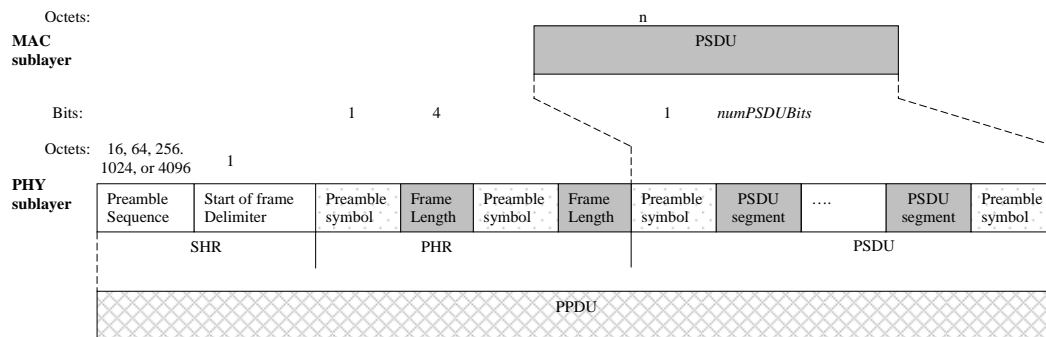 Octets: n
MAC sublayer PSDU
Bits: 1 4 1 numPSDUBits
Octets: 16, 64, 256. 1024, or 4096 1
PHY sublayer
Preamble Sequence
Start of frame Delimiter
Preamble symbol
Frame Length
Preamble symbol
Frame Length
Preamble symbol
PSDU segment
....
PSDU segment
Preamble symbol
SHR PHR PSDU
PPDU